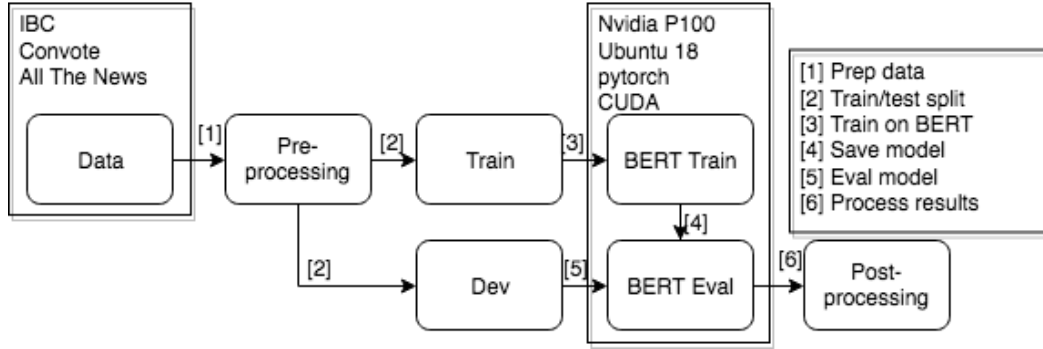 IBC
Convote
All The News
Data
[1]
Pre-
processing
[2]
[2]
Train
Dev
[3]
[5]
Nvidia P100
Ubuntu 18
pytorch
CUDA
BERT Train
[4]
BERT Eval
[6]
Post-
processing
[1] Prep data
[2] Train/test split
[3] Train on BERT
[4] Save model
[5] Eval model
[6] Process results